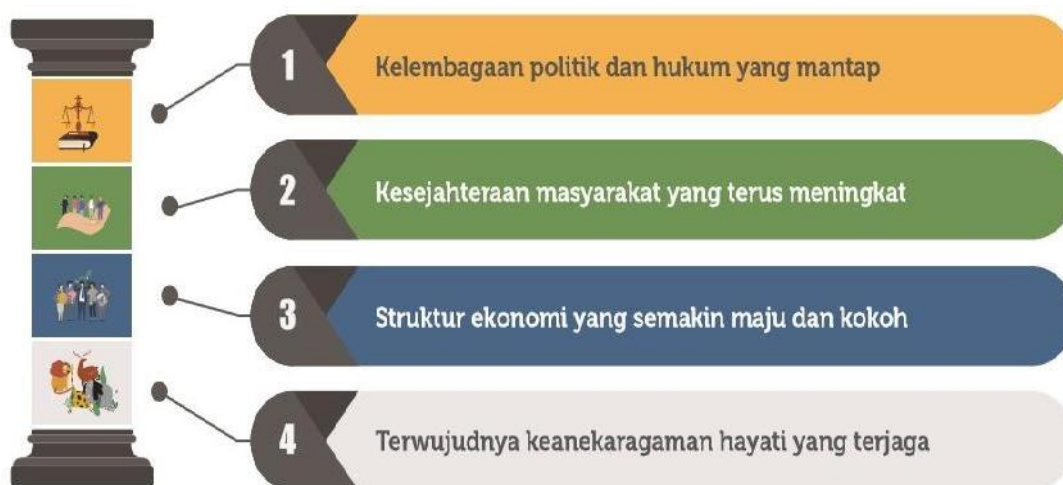 1
Kelembagaan politik dan hukum yang mantap
2
Kesejahteraan masyarakat yang terus meningkat
3
Struktur ekonomi yang semakin maju dan kokoh
4
Terwujudnya keanekaragaman hayati yang terjaga